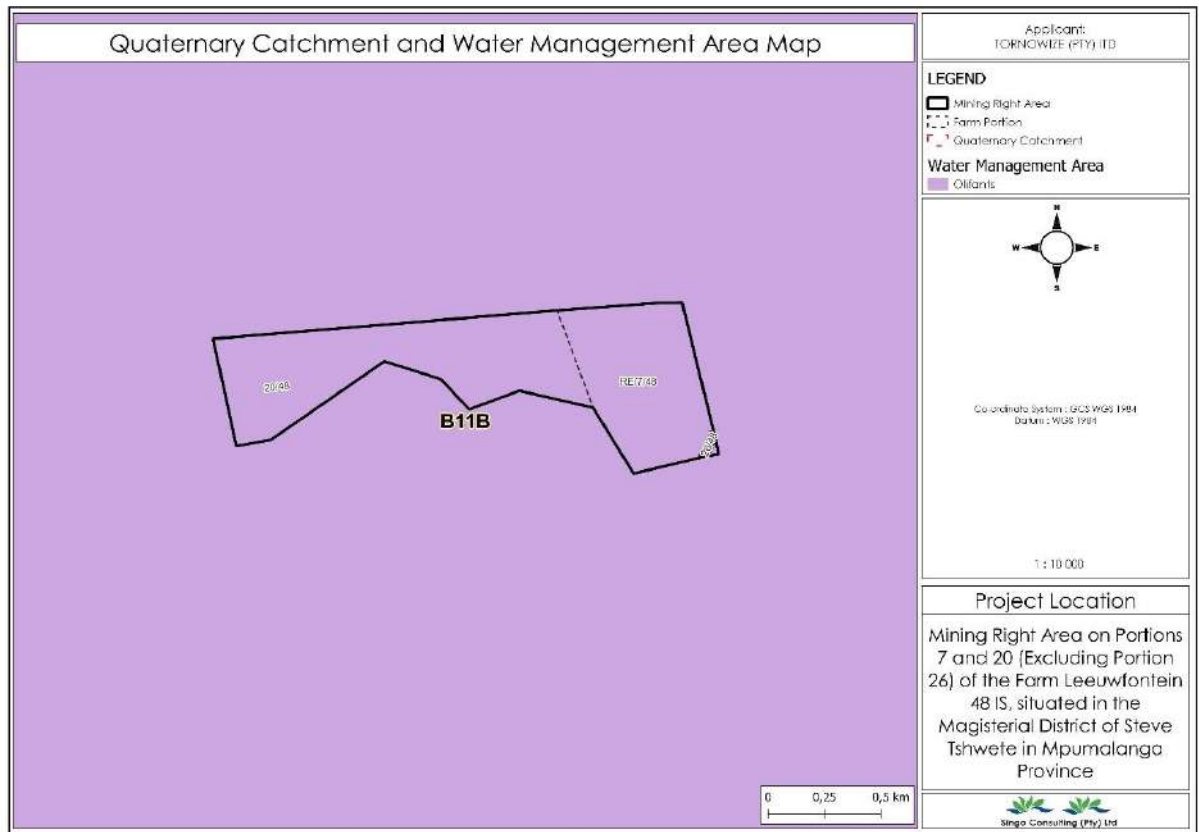 Quaternary Catchment and Water Management Area Map
Applicant:
TORNOWIZE (PTY) LTD
LEGEND
Mining Right Area
Farm Portion
Quaternary Catchment
Water Management Area
Olifants
N
W
E
S
20/48
RE/7/48
B11B
Co-ordinate System : GCS WGS 1984
Datum : WGS 1984
1 : 10 000
Project Location
Mining Right Area on Portions
7 and 20 (Excluding Portion
26) of the Farm Leeuwfontein
48 IS, situated in the
Magisterial District of Steve
Tshwete in Mpumalanga
Province
0 0,25 0,5 km
Singo Consulting (Pty) Ltd